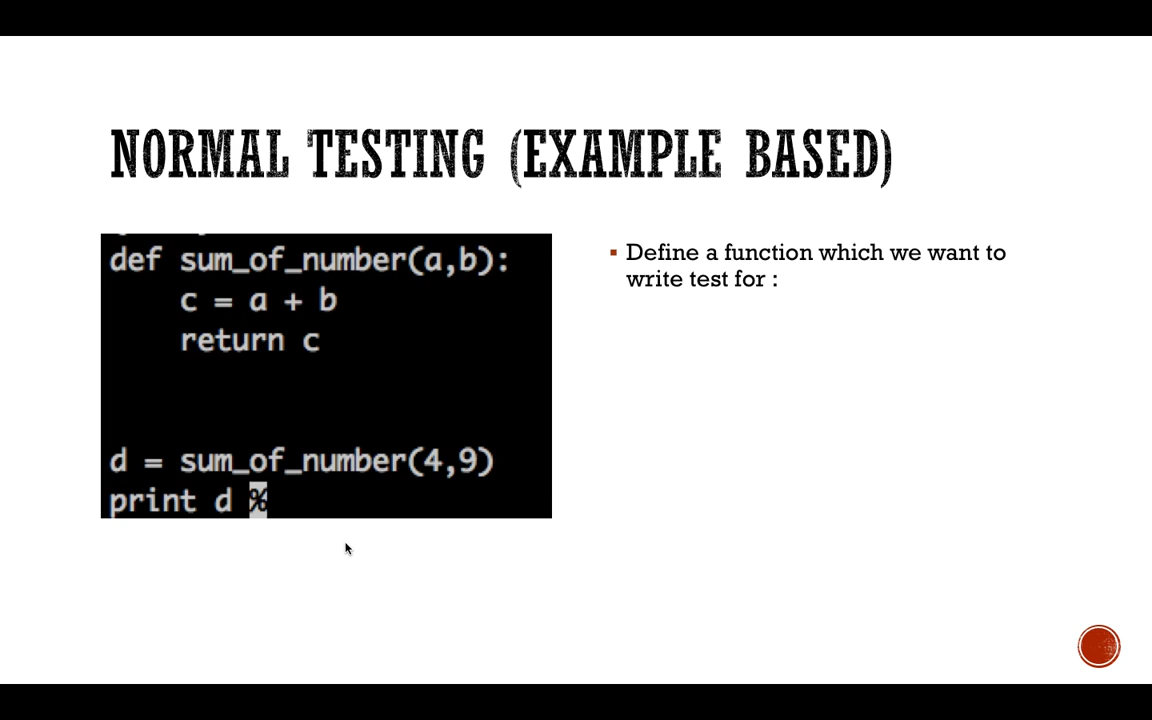 NORMAL TESTING (EXAMPLE BASED)
def sum_of_number(a,b):
    c = a + b
    return c
d = sum_of_number(4,9)
print d %
▪ Define a function which we want to
write test for :